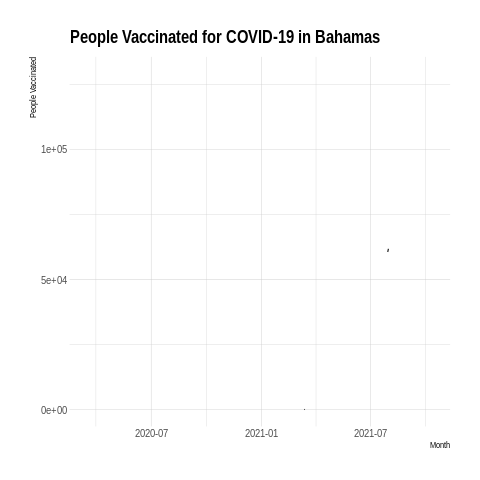 People Vaccinated for COVID-19 in Bahamas
People Vaccinated
1e+05
5e+04
0e+00
2020-07 2021-01 2021-07
Month